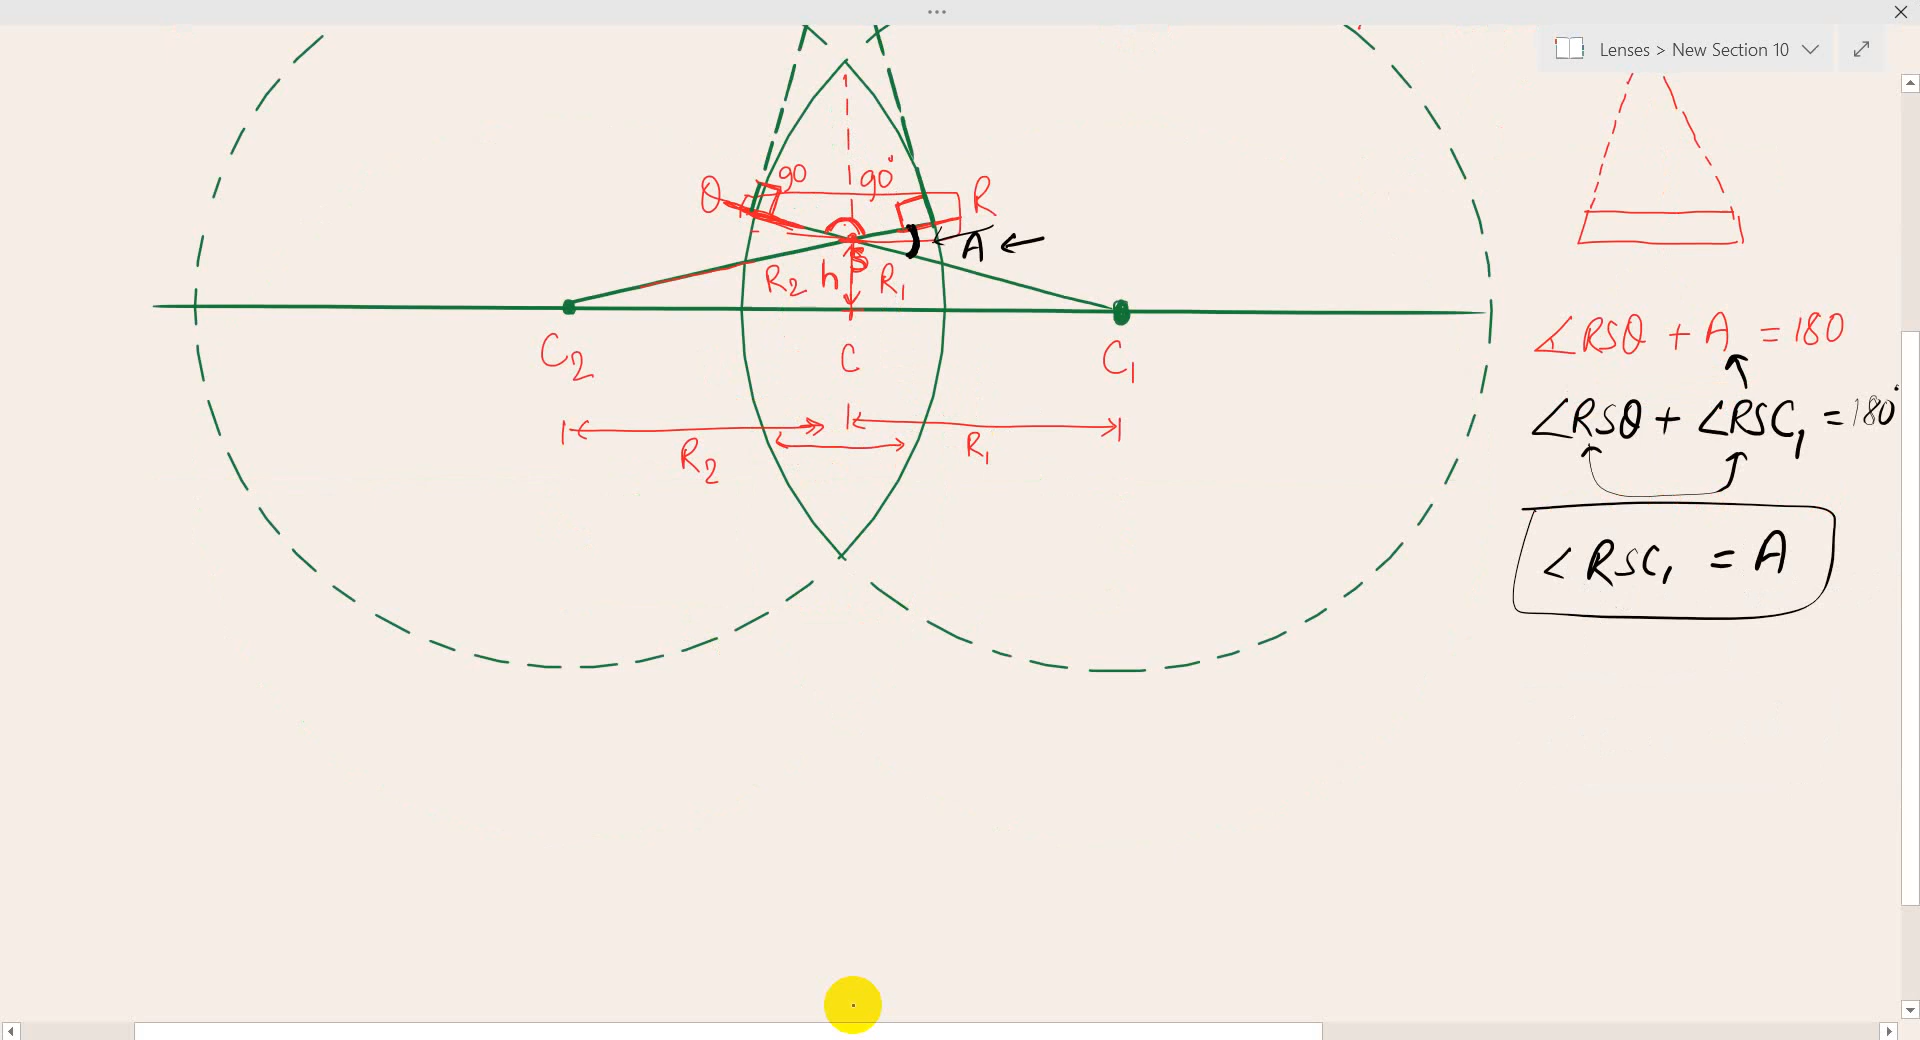 Lenses > New Section 10
90
90°
Q
R
A
S
R₂
h
R₁
C₂
C
C₁
R₂
R₁
∠RSQ + A = 180
∠RSQ + ∠RSC₁ = 180°
∠RSC₁ = A